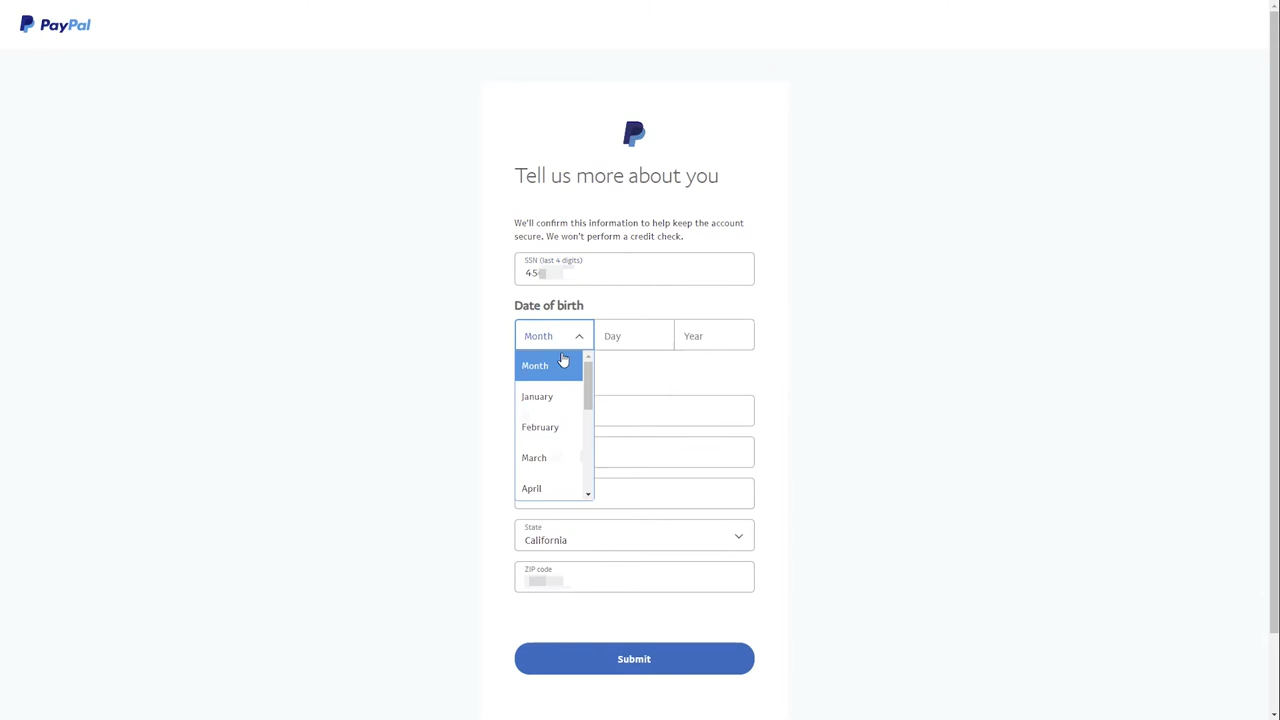 PayPal
Tell us more about you
We'll confirm this information to help keep the account
secure. We won't perform a credit check.
SSN (last 4 digits)
45
Date of birth
Month Day Year
Month
January
February
March
April
State
California
ZIP code
Submit